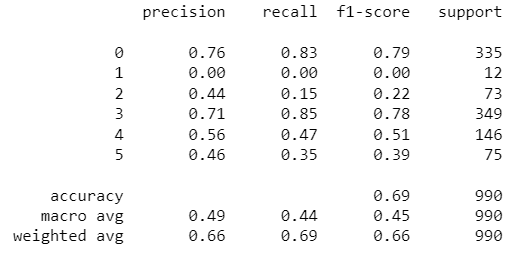 precision recall f1-score support
0 0.76 0.83 0.79 335
1 0.00 0.00 0.00 12
2 0.44 0.15 0.22 73
3 0.71 0.85 0.78 349
4 0.56 0.47 0.51 146
5 0.46 0.35 0.39 75
accuracy 0.69 990
macro avg 0.49 0.44 0.45 990
weighted avg 0.66 0.69 0.66 990